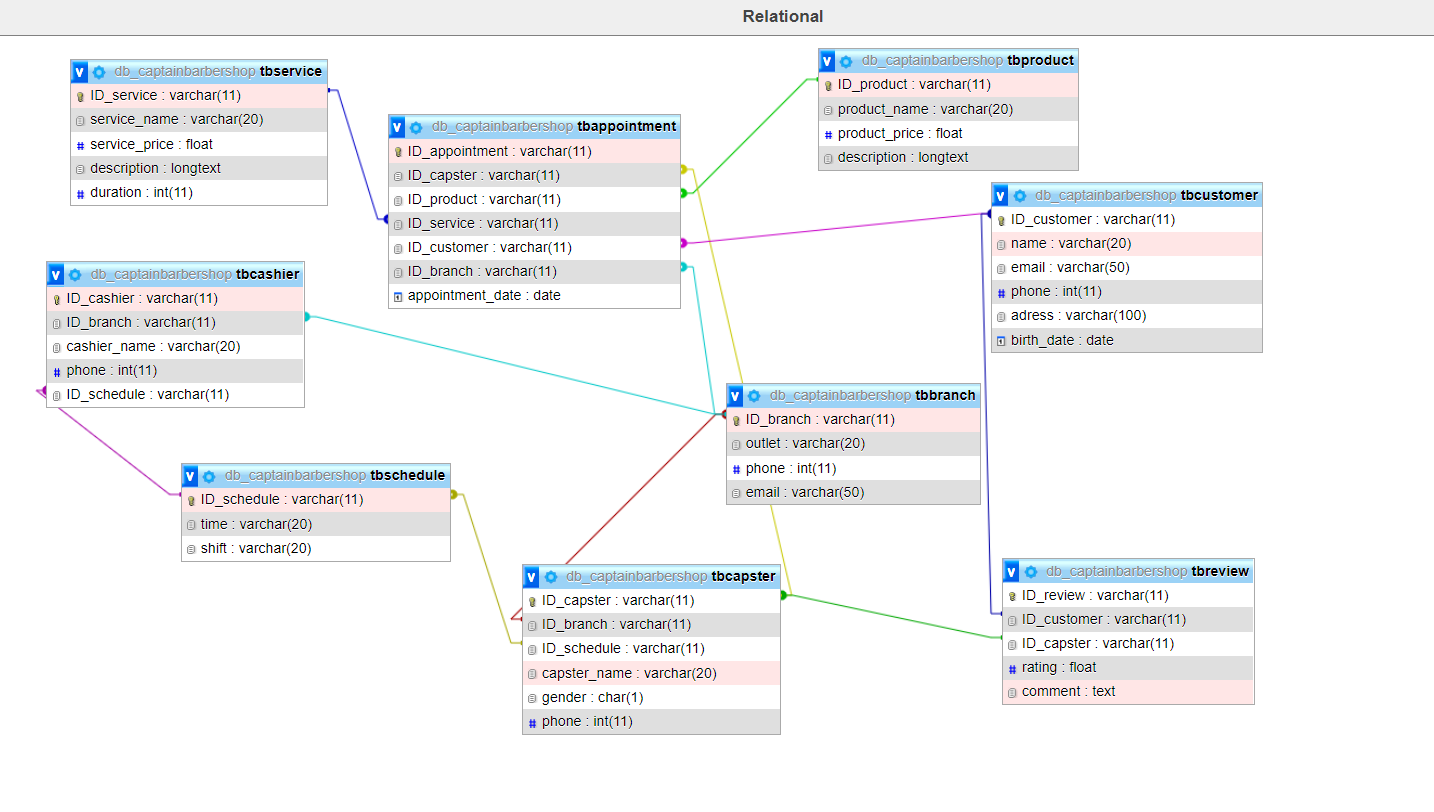 Relational
db_captainbarbershop tbservice
ID_service : varchar(11)
service_name : varchar(20)
service_price : float
description : longtext
duration : int(11)
db_captainbarbershop tbappointment
ID_appointment : varchar(11)
ID_capster : varchar(11)
ID_product : varchar(11)
ID_service : varchar(11)
ID_customer : varchar(11)
ID_branch : varchar(11)
appointment_date : date
db_captainbarbershop tbproduct
ID_product : varchar(11)
product_name : varchar(20)
product_price : float
description : longtext
db_captainbarbershop tbcustomer
ID_customer : varchar(11)
name : varchar(20)
email : varchar(50)
phone : int(11)
adress : varchar(100)
birth_date : date
db_captainbarbershop tbcashier
ID_cashier : varchar(11)
ID_branch : varchar(11)
cashier_name : varchar(20)
phone : int(11)
ID_schedule : varchar(11)
db_captainbarbershop tbbranch
ID_branch : varchar(11)
outlet : varchar(20)
phone : int(11)
email : varchar(50)
db_captainbarbershop tbschedule
ID_schedule : varchar(11)
time : varchar(20)
shift : varchar(20)
db_captainbarbershop tbcapster
ID_capster : varchar(11)
ID_branch : varchar(11)
ID_schedule : varchar(11)
capster_name : varchar(20)
gender : char(1)
phone : int(11)
db_captainbarbershop tbreview
ID_review : varchar(11)
ID_customer : varchar(11)
ID_capster : varchar(11)
rating : float
comment : text